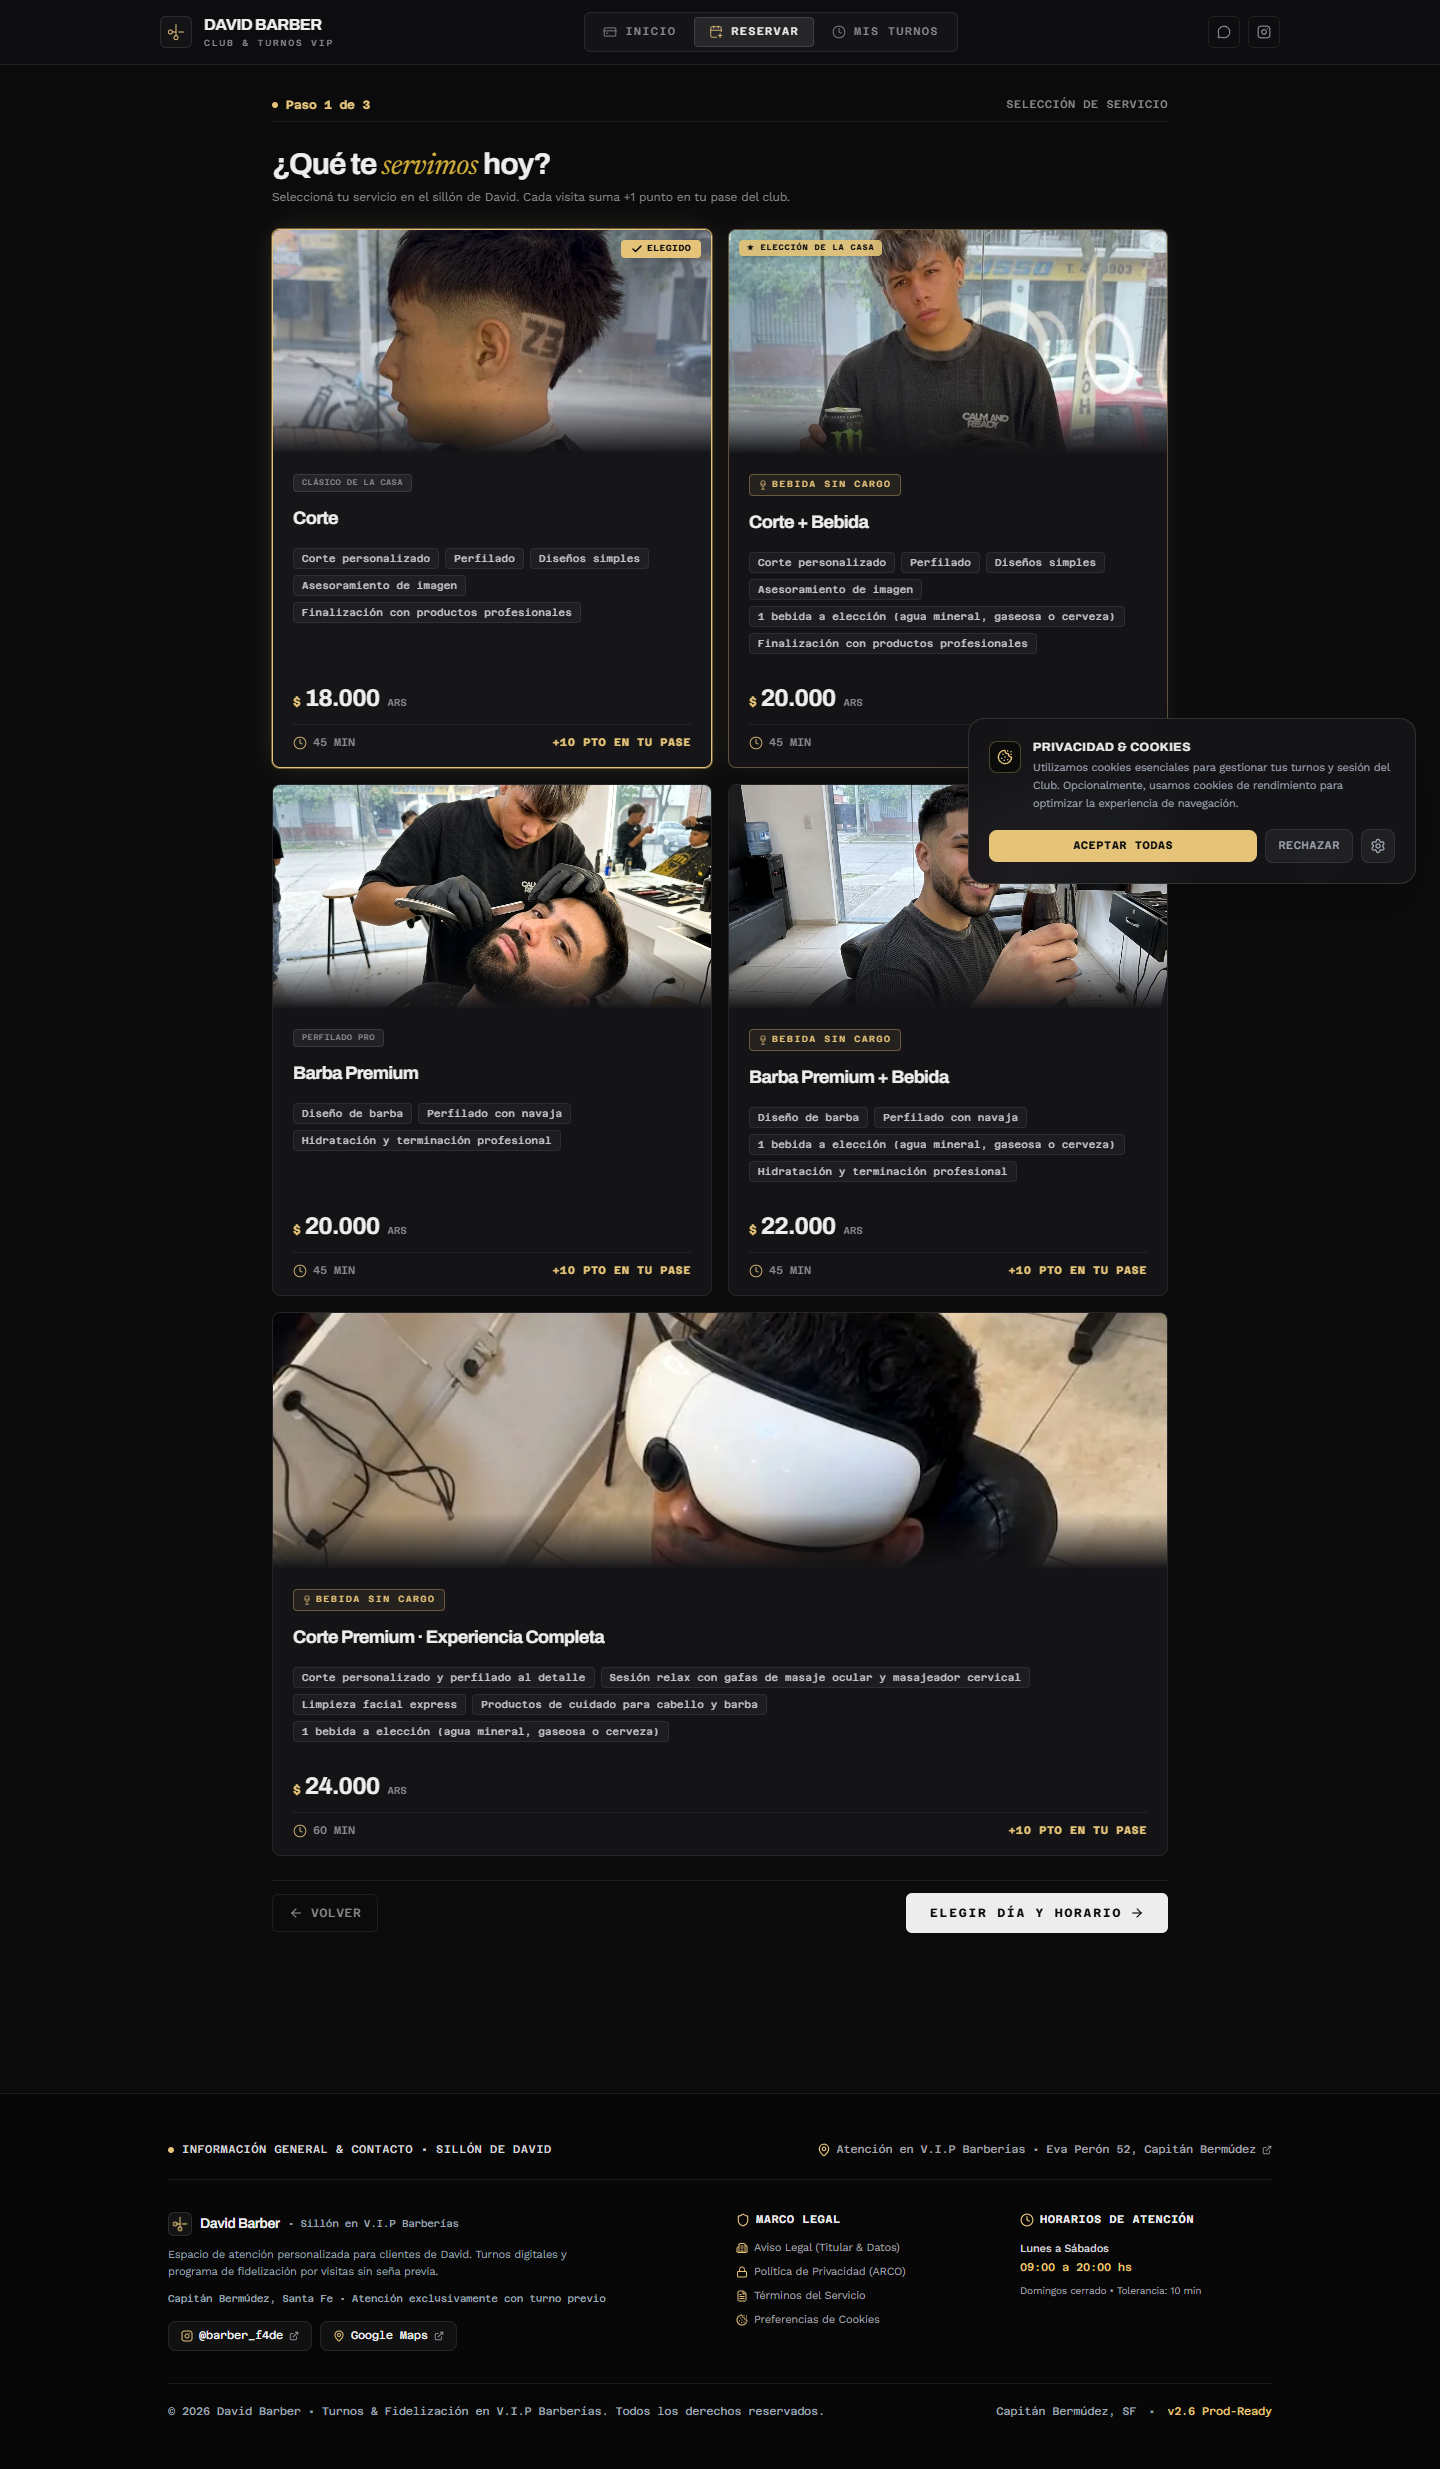 DAVID BARBER
CLUB & TURNOS VIP
INICIO
RESERVAR
MIS TURNOS
Paso 1 de 3
SELECCIÓN DE SERVICIO
¿Qué te servimos hoy?
Seleccioná tu servicio en el sillón de David. Cada visita suma +1 punto en tu pase del club.
ELEGIDO
23
CLÁSICO DE LA CASA
Corte
Corte personalizado
Perfilado
Diseños simples
Asesoramiento de imagen
Finalización con productos profesionales
$ 18.000 ARS
45 MIN
+10 PTO EN TU PASE
★ ELECCIÓN DE LA CASA
CALM AND
READY
BEBIDA SIN CARGO
Corte + Bebida
Corte personalizado
Perfilado
Diseños simples
Asesoramiento de imagen
1 bebida a elección (agua mineral, gaseosa o cerveza)
Finalización con productos profesionales
$ 20.000 ARS
45 MIN
PRIVACIDAD & COOKIES
Utilizamos cookies esenciales para gestionar tus turnos y sesión del
Club. Opcionalmente, usamos cookies de rendimiento para
optimizar la experiencia de navegación.
ACEPTAR TODAS
RECHAZAR
PERFILADO PRO
Barba Premium
Diseño de barba
Perfilado con navaja
Hidratación y terminación profesional
$ 20.000 ARS
45 MIN
+10 PTO EN TU PASE
BEBIDA SIN CARGO
Barba Premium + Bebida
Diseño de barba
Perfilado con navaja
1 bebida a elección (agua mineral, gaseosa o cerveza)
Hidratación y terminación profesional
$ 22.000 ARS
45 MIN
+10 PTO EN TU PASE
BEBIDA SIN CARGO
Corte Premium · Experiencia Completa
Corte personalizado y perfilado al detalle
Sesión relax con gafas de masaje ocular y masajeador cervical
Limpieza facial express
Productos de cuidado para cabello y barba
1 bebida a elección (agua mineral, gaseosa o cerveza)
$ 24.000 ARS
60 MIN
+10 PTO EN TU PASE
← VOLVER
ELEGIR DÍA Y HORARIO →
INFORMACIÓN GENERAL & CONTACTO • SILLÓN DE DAVID
Atención en V.I.P Barberías • Eva Perón 52, Capitán Bermúdez
David Barber • Sillón en V.I.P Barberías
Espacio de atención personalizada para clientes de David. Turnos digitales y
programa de fidelización por visitas sin seña previa.
Capitán Bermúdez, Santa Fe • Atención exclusivamente con turno previo
@barber_f4de
Google Maps
MARCO LEGAL
Aviso Legal (Titular & Datos)
Política de Privacidad (ARCO)
Términos del Servicio
Preferencias de Cookies
HORARIOS DE ATENCIÓN
Lunes a Sábados
09:00 a 20:00 hs
Domingos cerrado • Tolerancia: 10 min
© 2026 David Barber • Turnos & Fidelización en V.I.P Barberías. Todos los derechos reservados.
Capitán Bermúdez, SF • v2.6 Prod-Ready